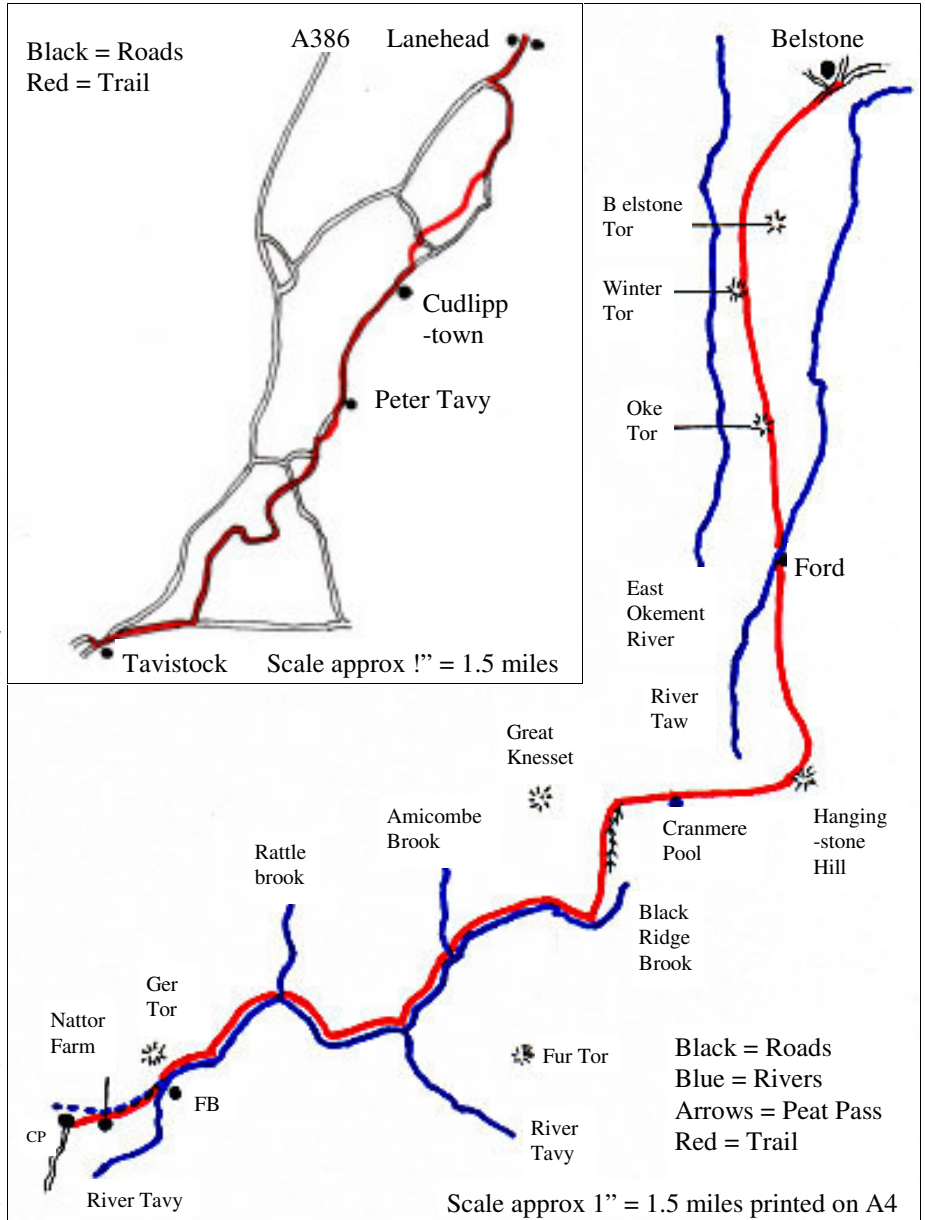 Black = Roads
Red = Trail
A386
Lanehead
Cudlipp
-town
Peter Tavy
Tavistock
Scale approx !” = 1.5 miles
Belstone
B elstone
Tor
Winter
Tor
Oke
Tor
Ford
East
Okement
River
River
Taw
Great
Knesset
Amicombe
Brook
Rattle
brook
Cranmere
Pool
Hanging
-stone
Hill
Black
Ridge
Brook
Ger
Tor
Nattor
Farm
FB
CP
River Tavy
Fur Tor
River
Tavy
Black = Roads
Blue = Rivers
Arrows = Peat Pass
Red = Trail
Scale approx 1” = 1.5 miles printed on A4